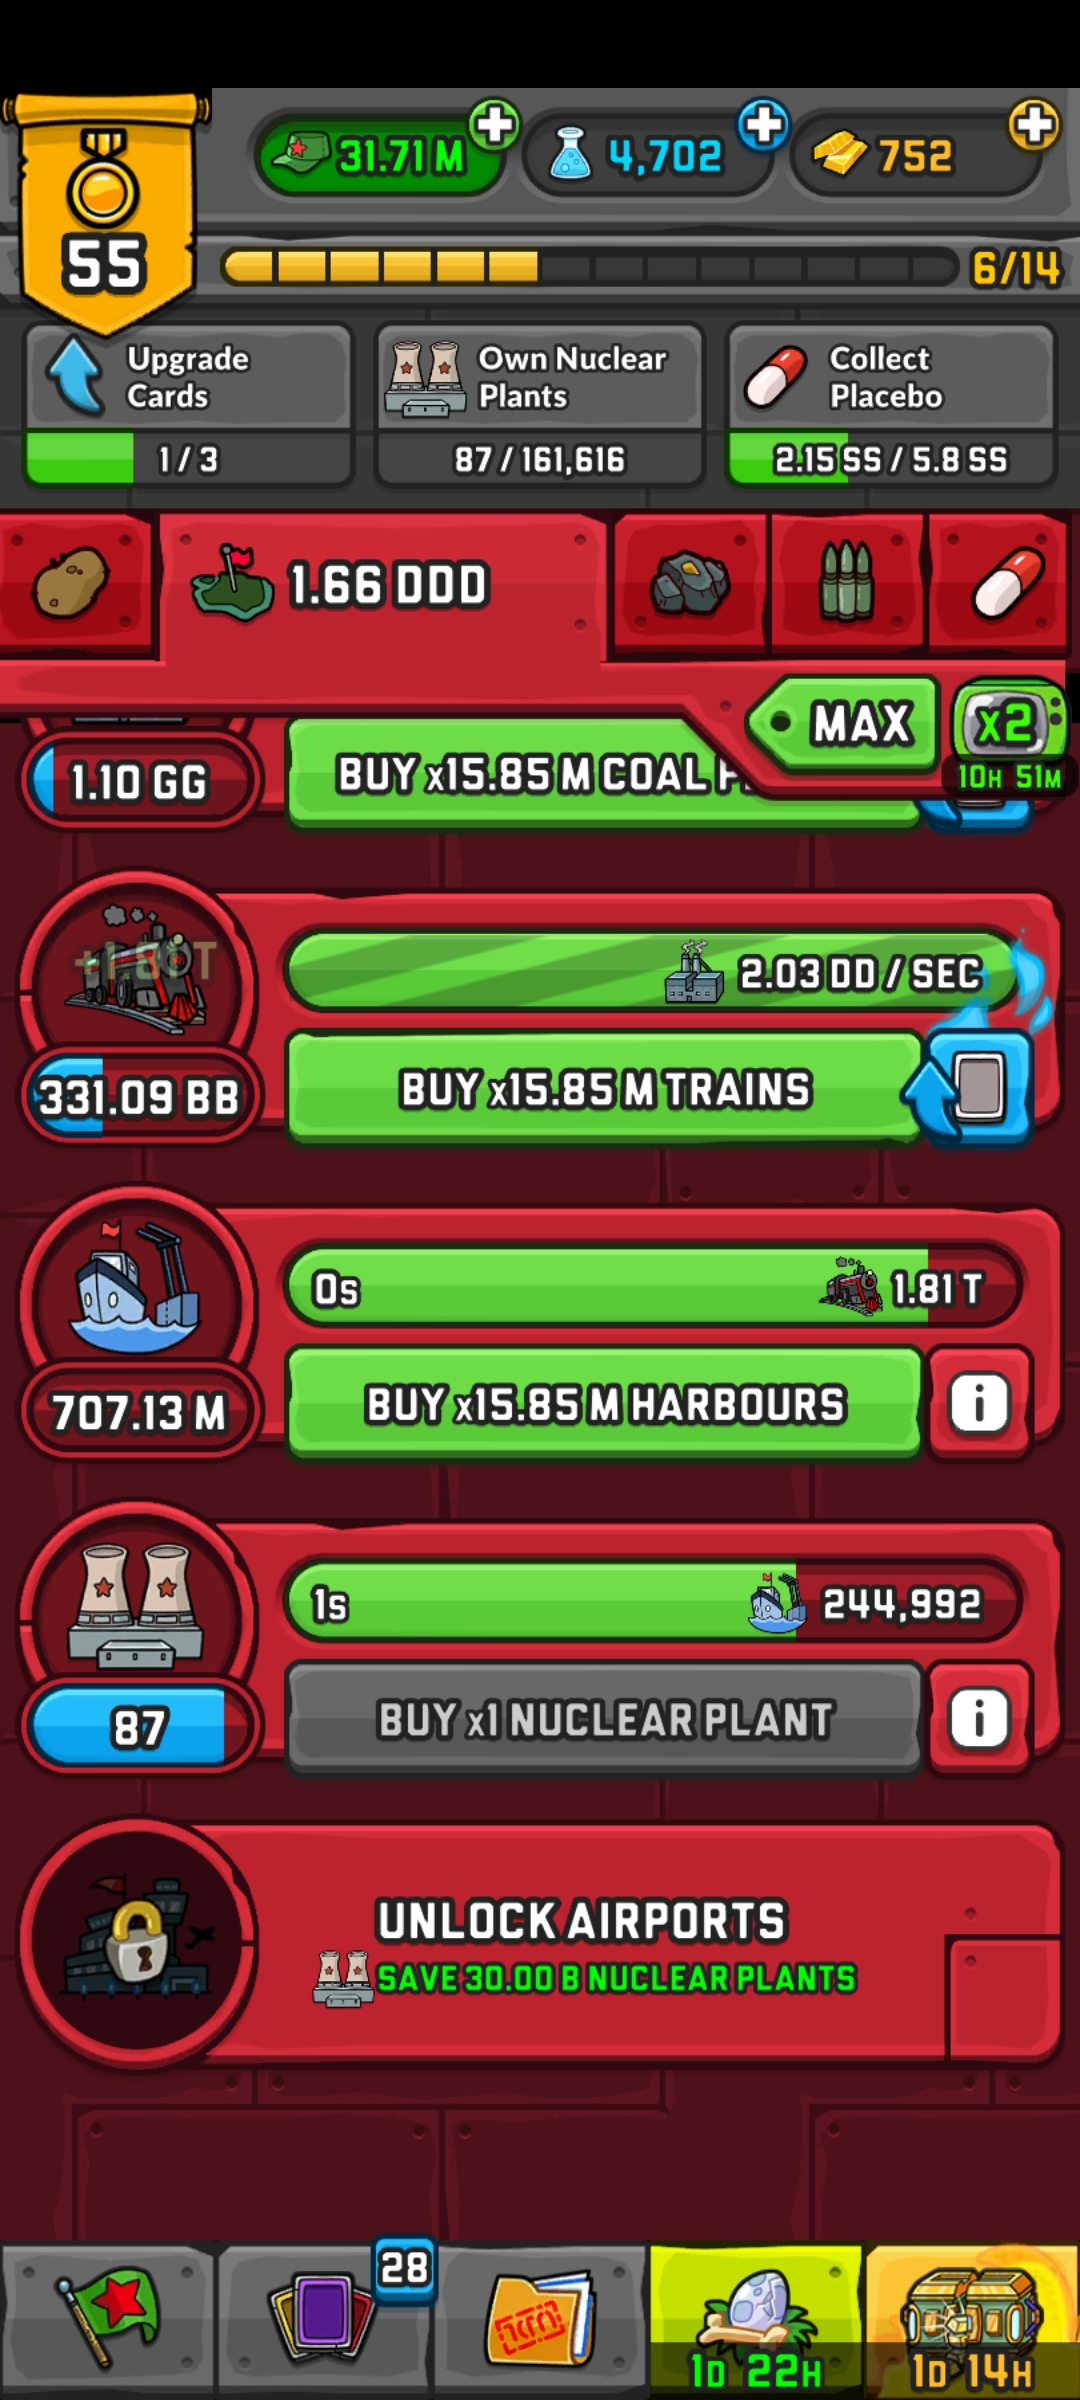 31.71 M
4,702
752
55
6/14
Upgrade
Cards
1 / 3
Own Nuclear
Plants
87 / 161,616
Collect
Placebo
2.15 SS / 5.8 SS
1.66 DDD
MAX
X2
10H 51M
1.10 GG
BUY x15.85 M COAL
2.03 DD / SEC
331.09 BB
BUY x15.85 M TRAINS
0s
1.81 T
707.13 M
BUY x15.85 M HARBOURS
i
1s
244,992
87
BUY x1 NUCLEAR PLANT
i
UNLOCK AIRPORTS
SAVE 30.00 B NUCLEAR PLANTS
28
1D 22H
1D 14H